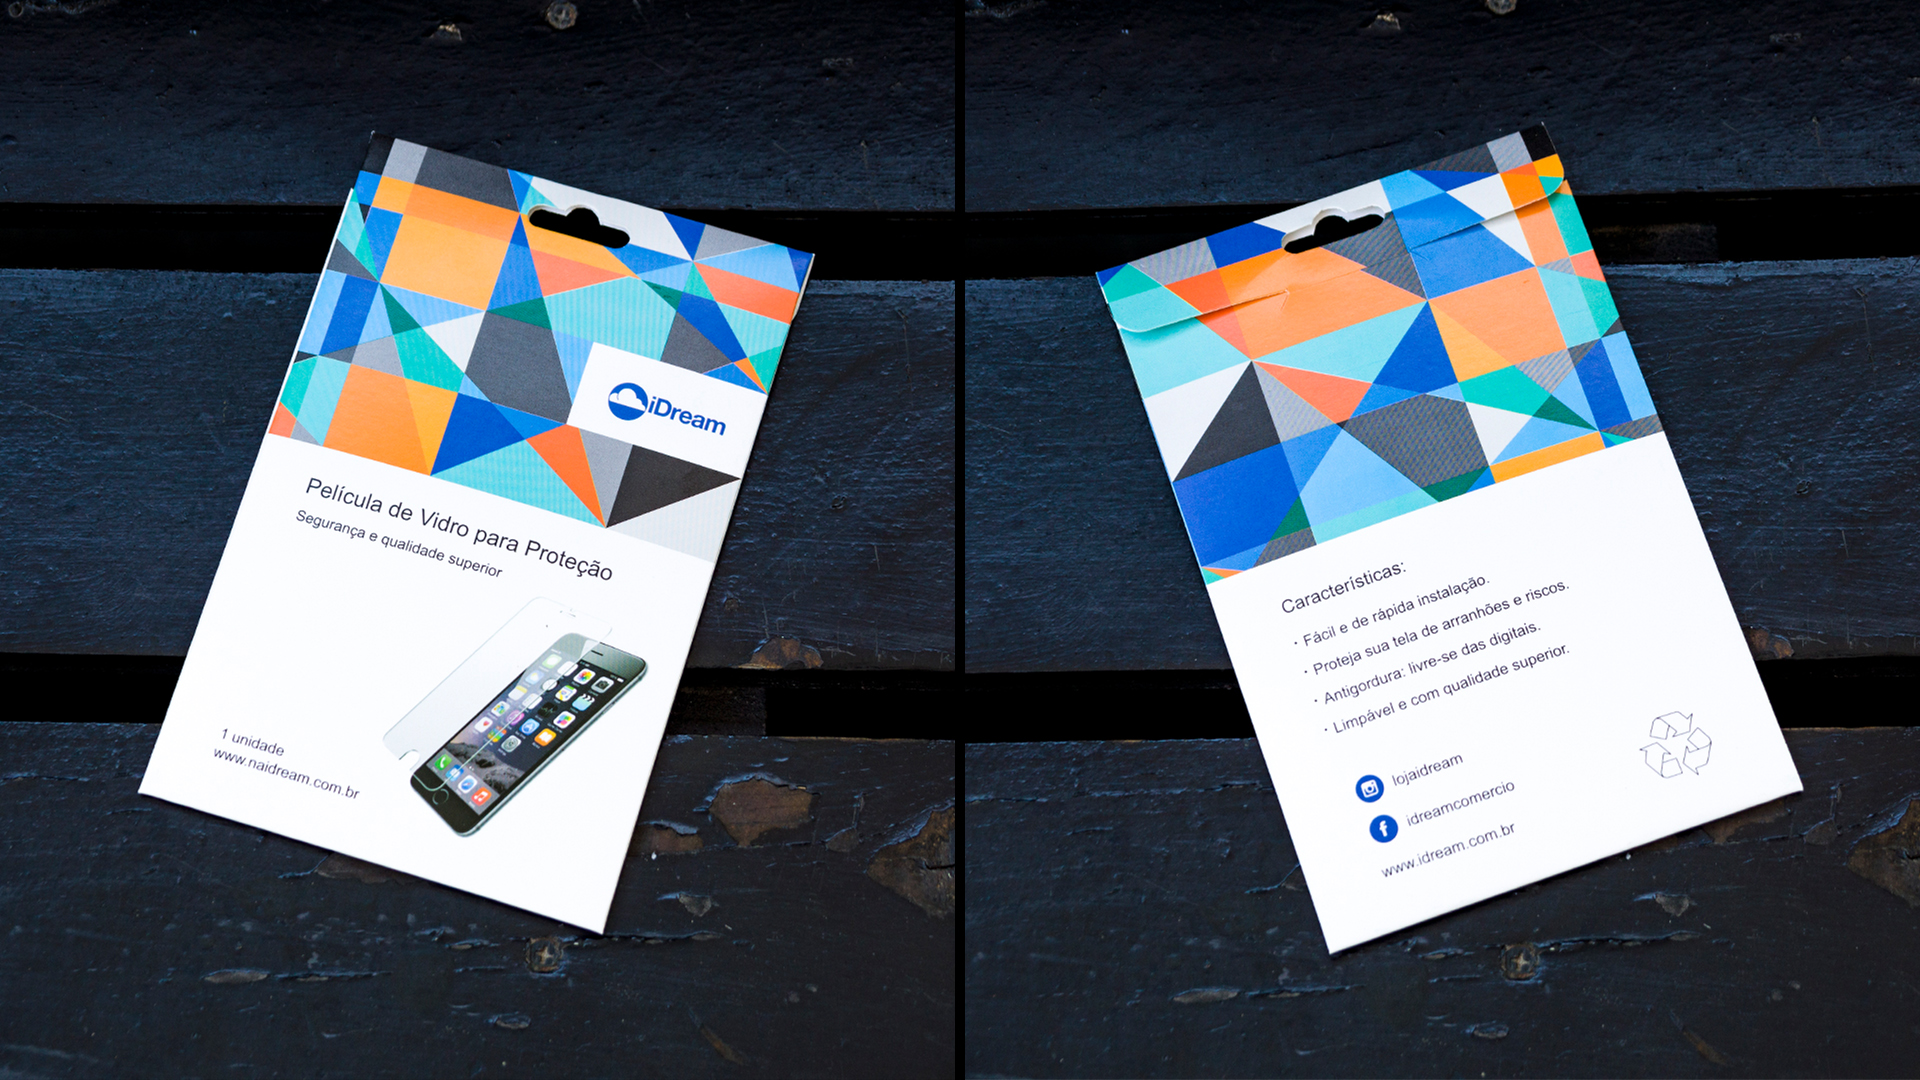 iDream
Película de Vidro para Proteção
Segurança e qualidade superior
1 unidade
www.naidream.com.br
Características:
· Fácil e de rápida instalação.
· Proteja sua tela de arranhões e riscos.
· Antigordura: livre-se das digitais.
· Limpável e com qualidade superior.
lojaidream
idreamcomercio
www.idream.com.br